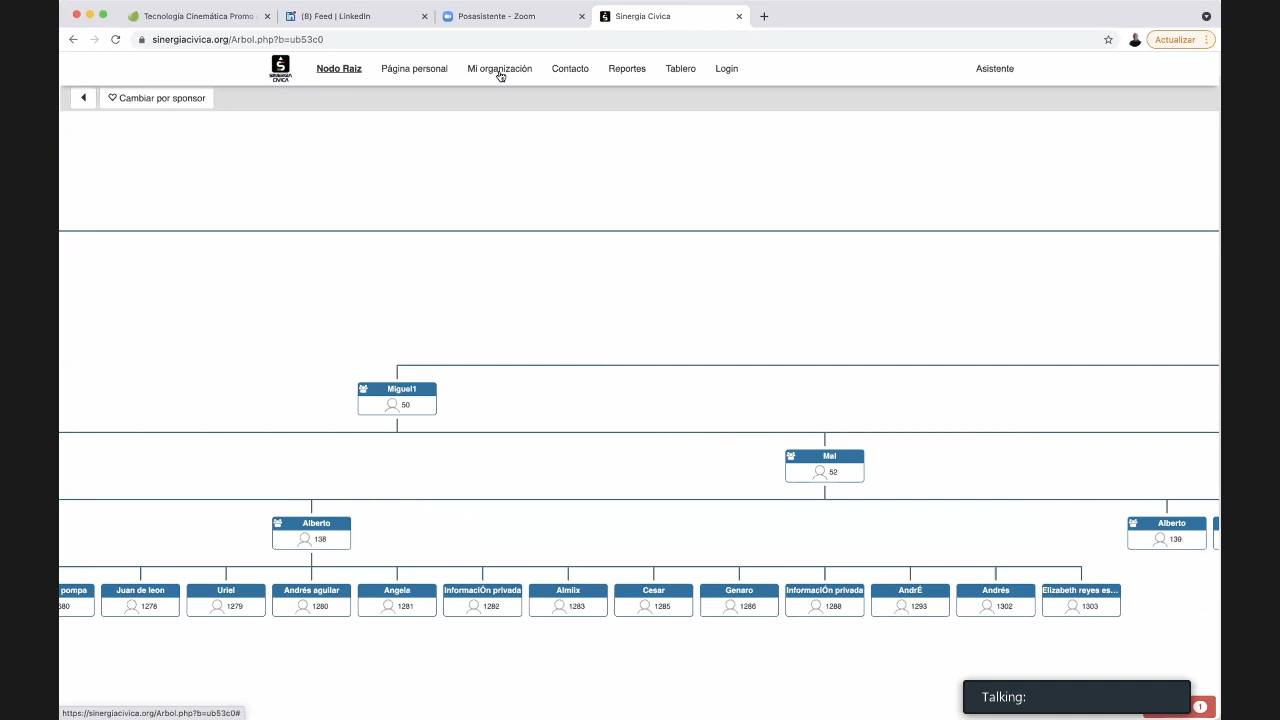 Tecnología Cinemática Promo
(8) Feed | LinkedIn
Posasistente - Zoom
Sinergia Cívica
sinergiacivica.org/Arbol.php?b=ub53c0
Actualizar
SINERGIA
CÍVICA
Nodo Raiz
Página personal
Mi organización
Contacto
Reportes
Tablero
Login
Asistente
Cambiar por sponsor
Miguel1
50
Mal
52
Alberto
138
Alberto
139
pompa
Juan de leon
Uriel
Andrés aguilar
Angela
InformaciÓn privada
Almiix
Cesar
Genaro
InformaciÓn privada
AndrÉ
Andrés
Elizabeth reyes es...
1278
1279
1280
1281
1282
1283
1285
1286
1288
1293
1302
1303
Talking:
1
https://sinergiacivica.org/Arbol.php?b=ub53c0#